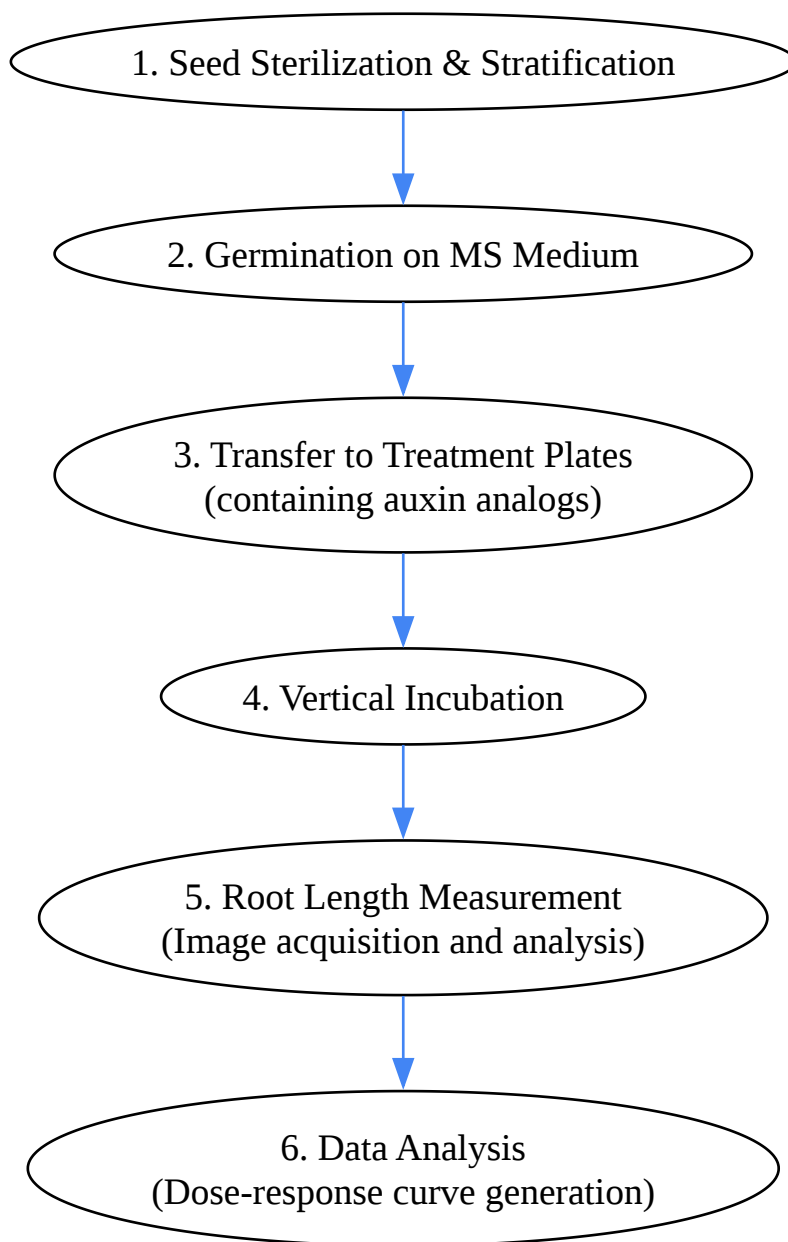 1. Seed Sterilization & Stratification
2. Germination on MS Medium
3. Transfer to Treatment Plates
(containing auxin analogs)
4. Vertical Incubation
5. Root Length Measurement
(Image acquisition and analysis)
6. Data Analysis
(Dose-response curve generation)